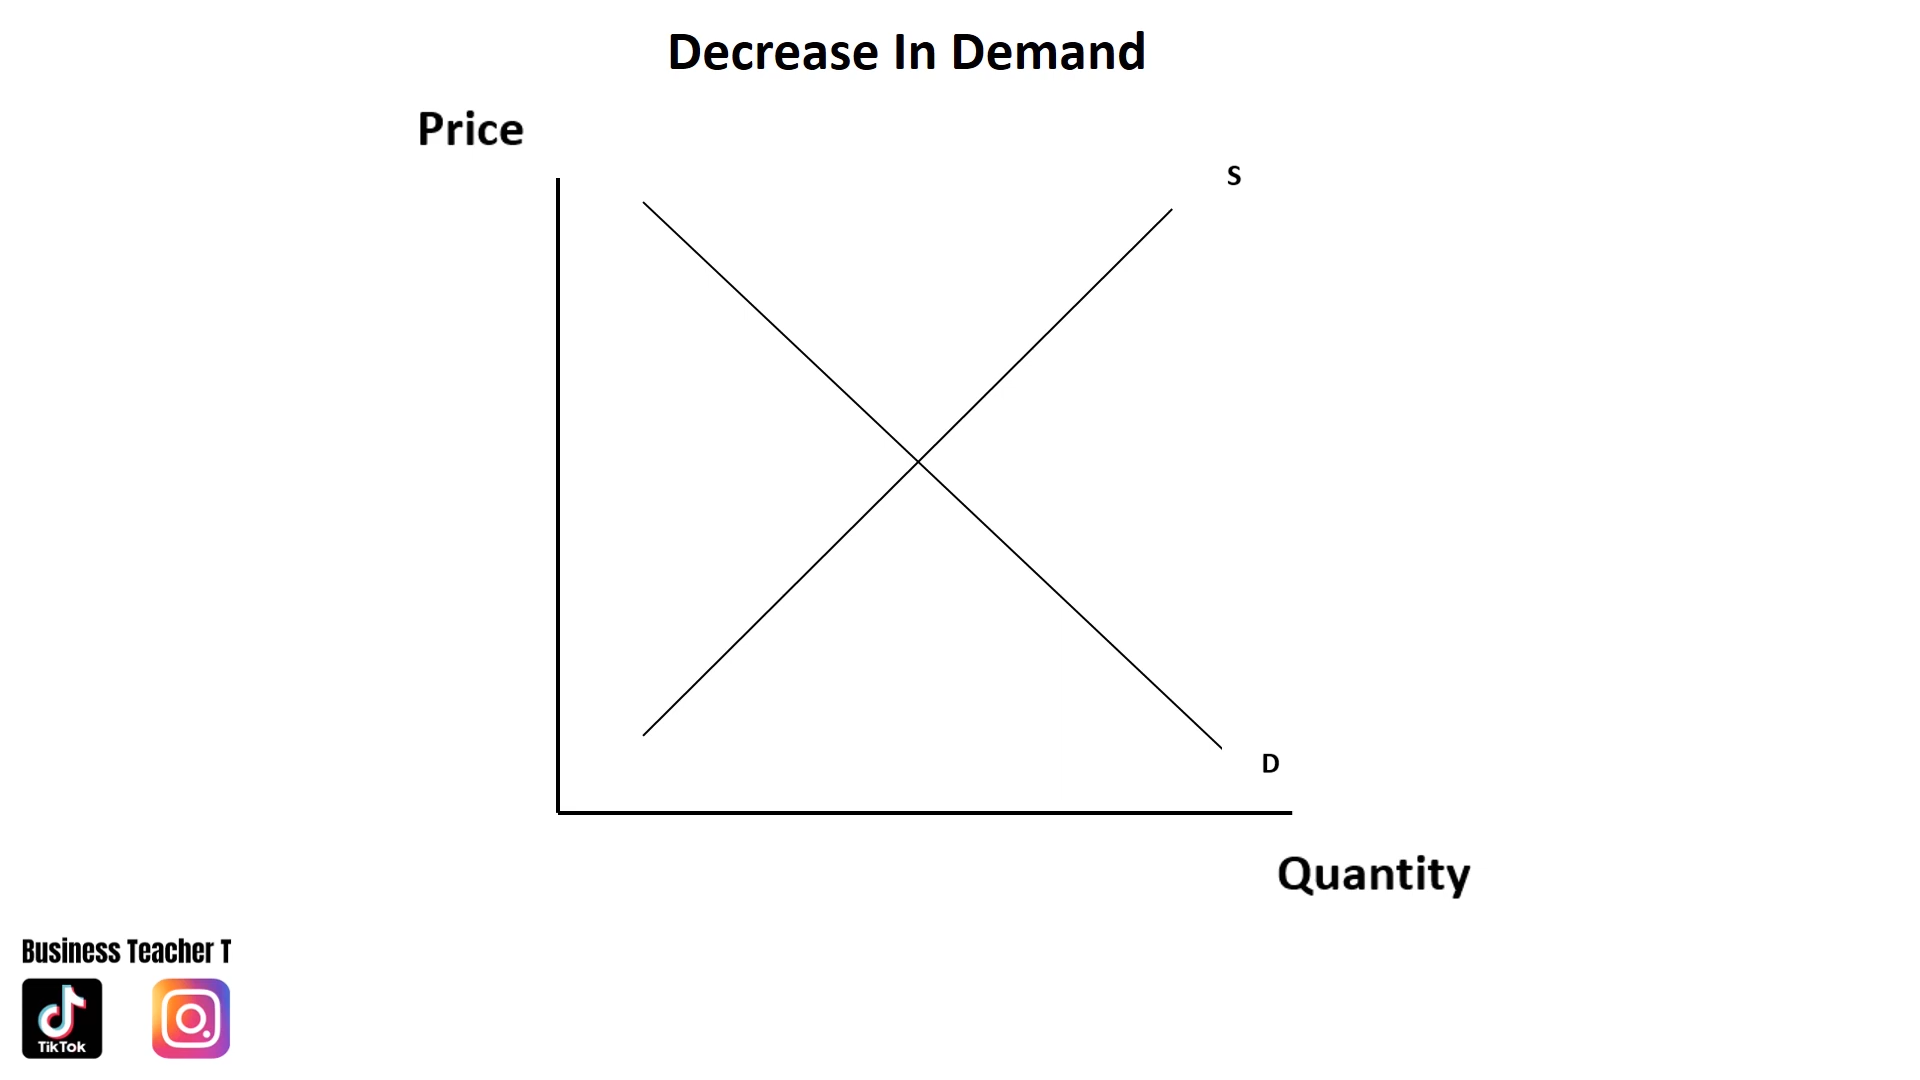 Decrease In Demand
Price
S
D
Quantity
Business Teacher T
TikTok